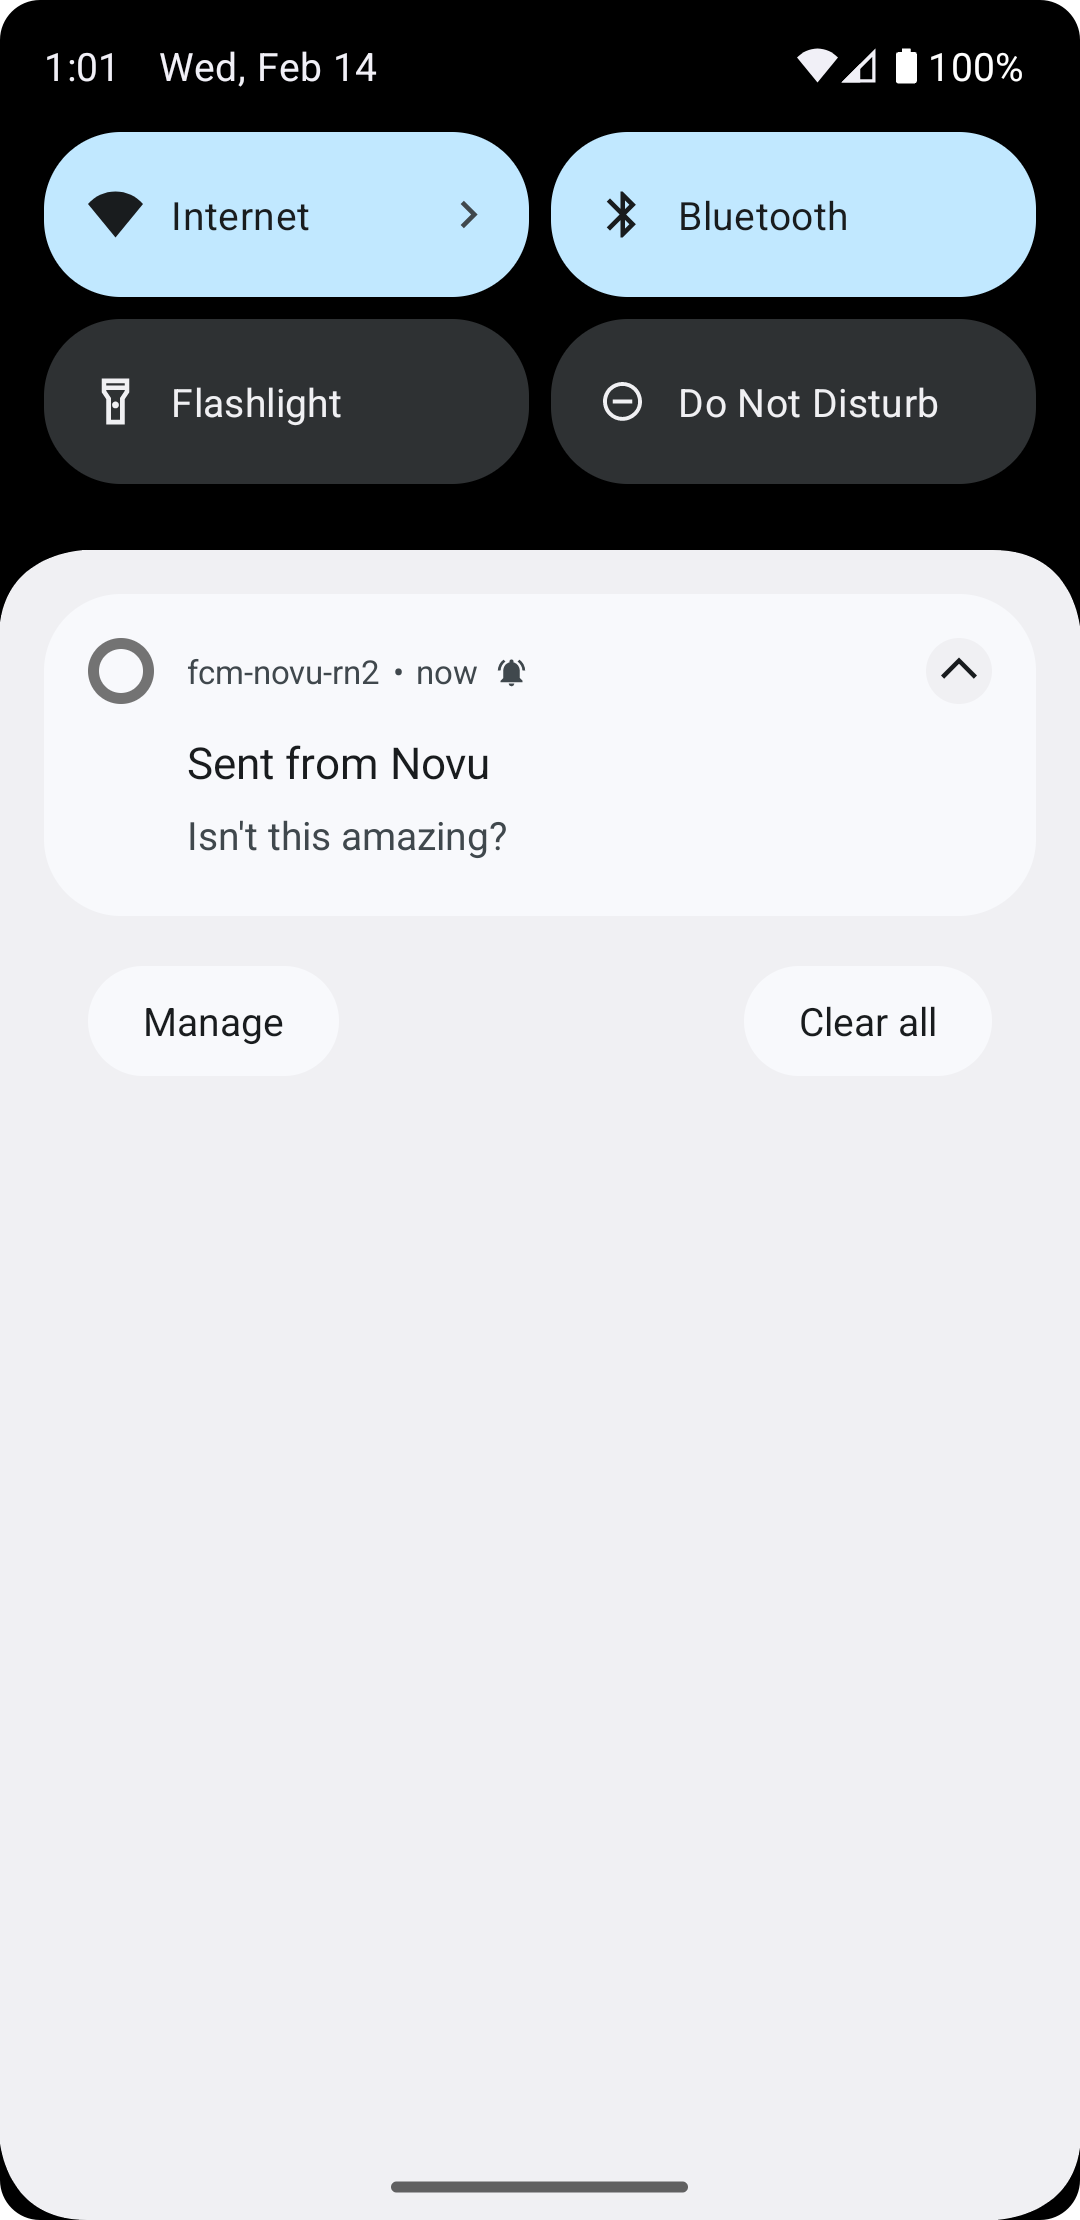 1:01 Wed, Feb 14 100%
Internet Bluetooth
Flashlight Do Not Disturb
fcm-novu-rn2 • now
Sent from Novu
Isn't this amazing?
Manage Clear all